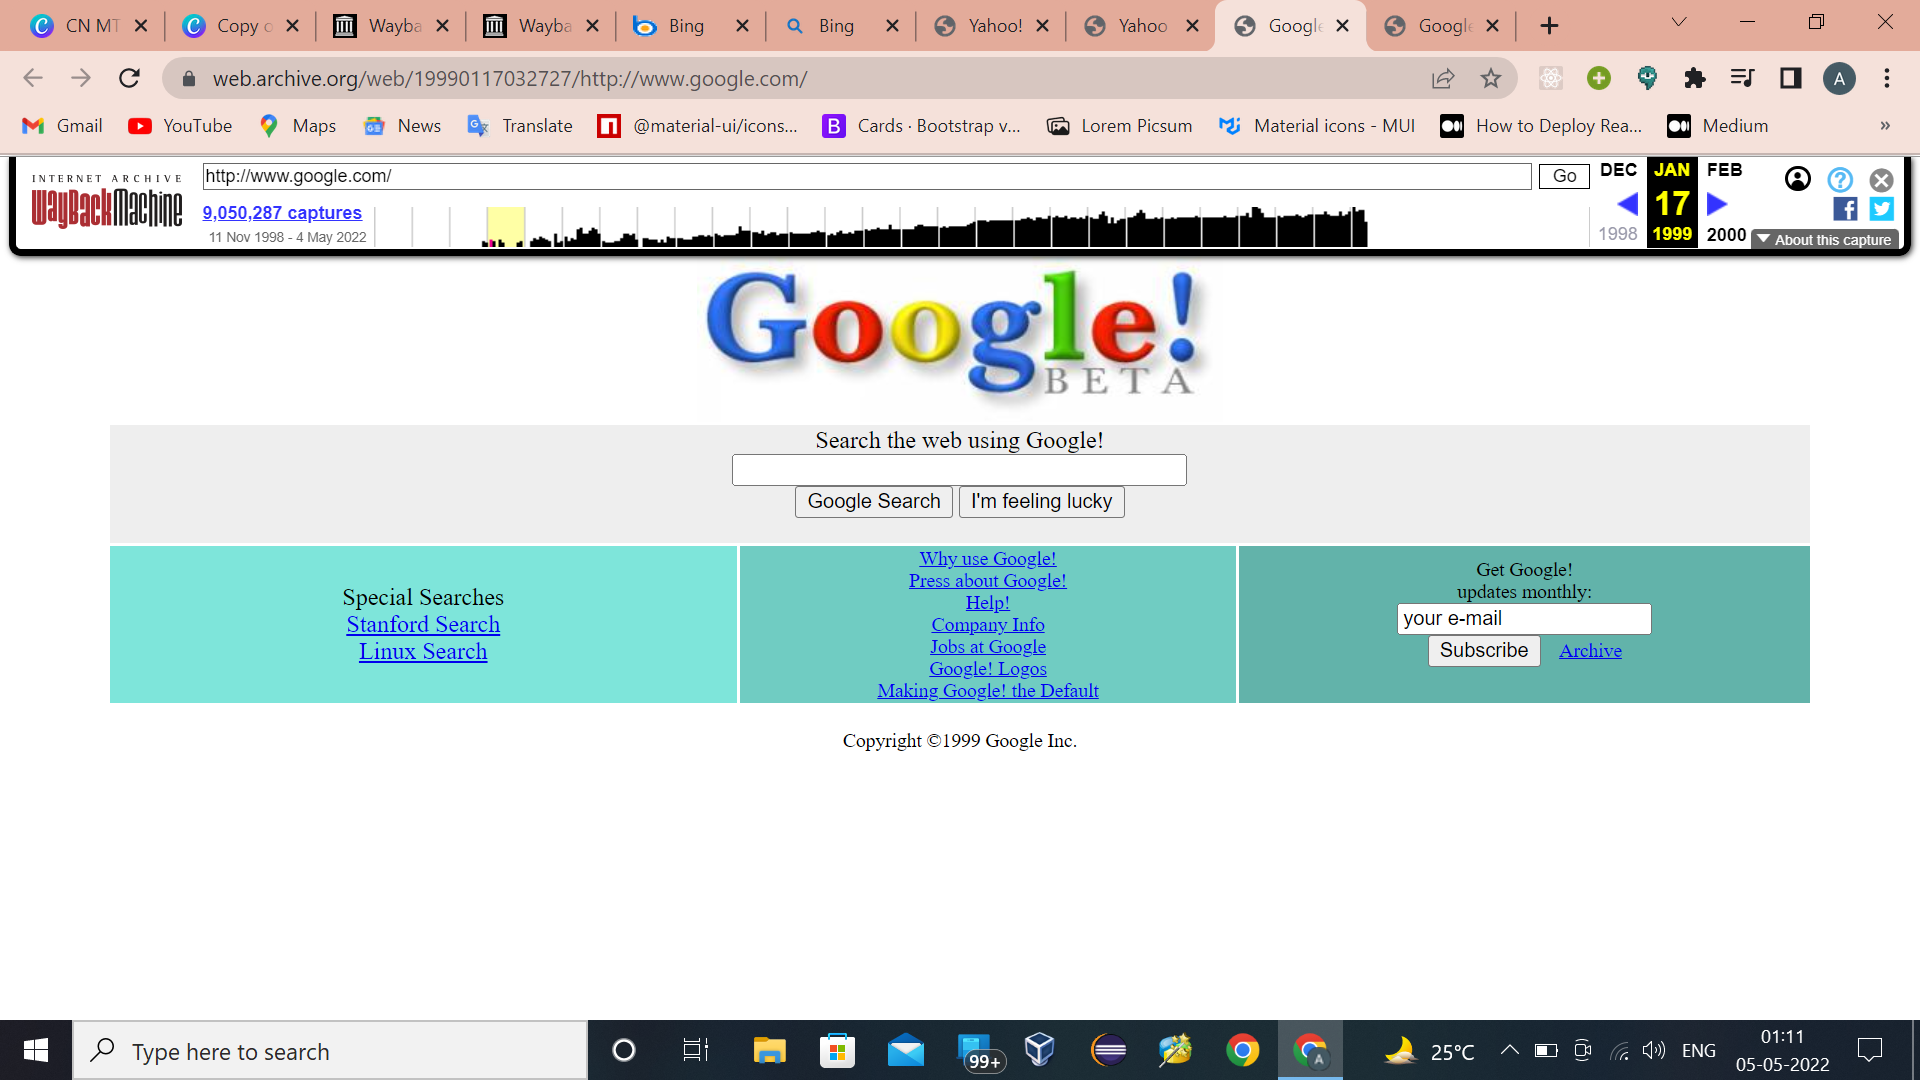 CN MT
Copy o
Wayba
Wayba
Bing
Bing
Yahoo!
Yahoo
Google
Google
web.archive.org/web/19990117032727/http://www.google.com/
A
Gmail
YouTube
Maps
News
Translate
@material-ui/icons...
Cards · Bootstrap v...
Lorem Picsum
Material icons - MUI
How to Deploy Rea...
Medium
»
INTERNET ARCHIVE
WayBackMachine
http://www.google.com/
Go
9,050,287 captures
11 Nov 1998 - 4 May 2022
DEC JAN FEB
17
1998 1999 2000
About this capture
Google!
BETA
Search the web using Google!
Google Search I'm feeling lucky
Special Searches
Stanford Search
Linux Search
Why use Google!
Press about Google!
Help!
Company Info
Jobs at Google
Google! Logos
Making Google! the Default
Get Google!
updates monthly:
your e-mail
Subscribe Archive
Copyright ©1999 Google Inc.
Type here to search
99+
A
25°C
ENG
01:11
05-05-2022